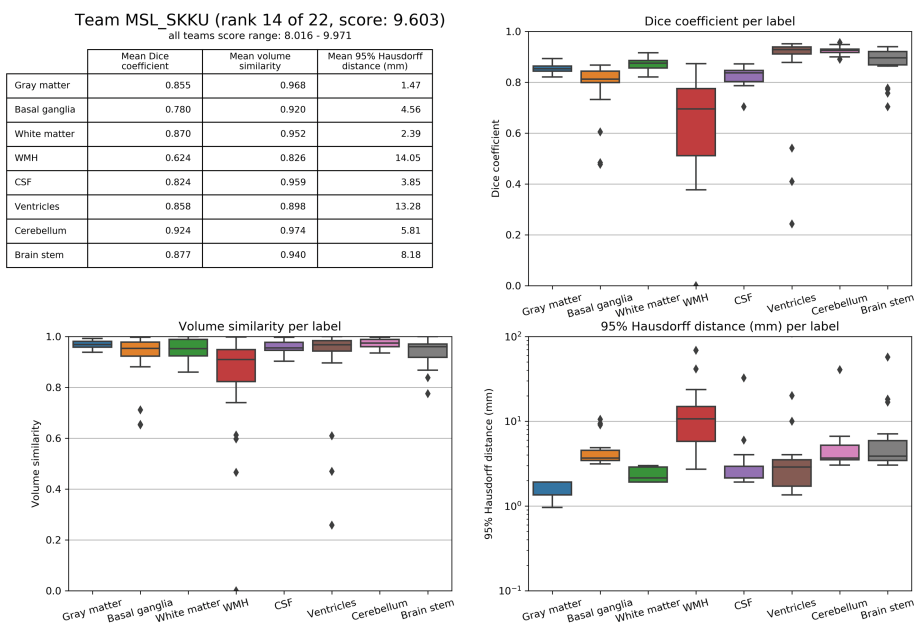 Team MSL_SKKU (rank 14 of 22, score: 9.603)
all teams score range: 8.016 - 9.971
Mean Dice coefficient Mean volume similarity Mean 95% Hausdorff distance (mm)
Gray matter 0.855 0.968 1.47
Basal ganglia 0.780 0.920 4.56
White matter 0.870 0.952 2.39
WMH 0.624 0.826 14.05
CSF 0.824 0.959 3.85
Ventricles 0.858 0.898 13.28
Cerebellum 0.924 0.974 5.81
Brain stem 0.877 0.940 8.18
Dice coefficient per label
Dice coefficient
1.0
0.8
0.6
0.4
0.2
0.0
Gray matter Basal ganglia White matter WMH CSF Ventricles Cerebellum Brain stem
Volume similarity per label
Volume similarity
1.0
0.8
0.6
0.4
0.2
0.0
Gray matter Basal ganglia White matter WMH CSF Ventricles Cerebellum Brain stem
95% Hausdorff distance (mm) per label
95% Hausdorff distance (mm)
10²
10¹
10⁰
10⁻¹
Gray matter Basal ganglia White matter WMH CSF Ventricles Cerebellum Brain stem